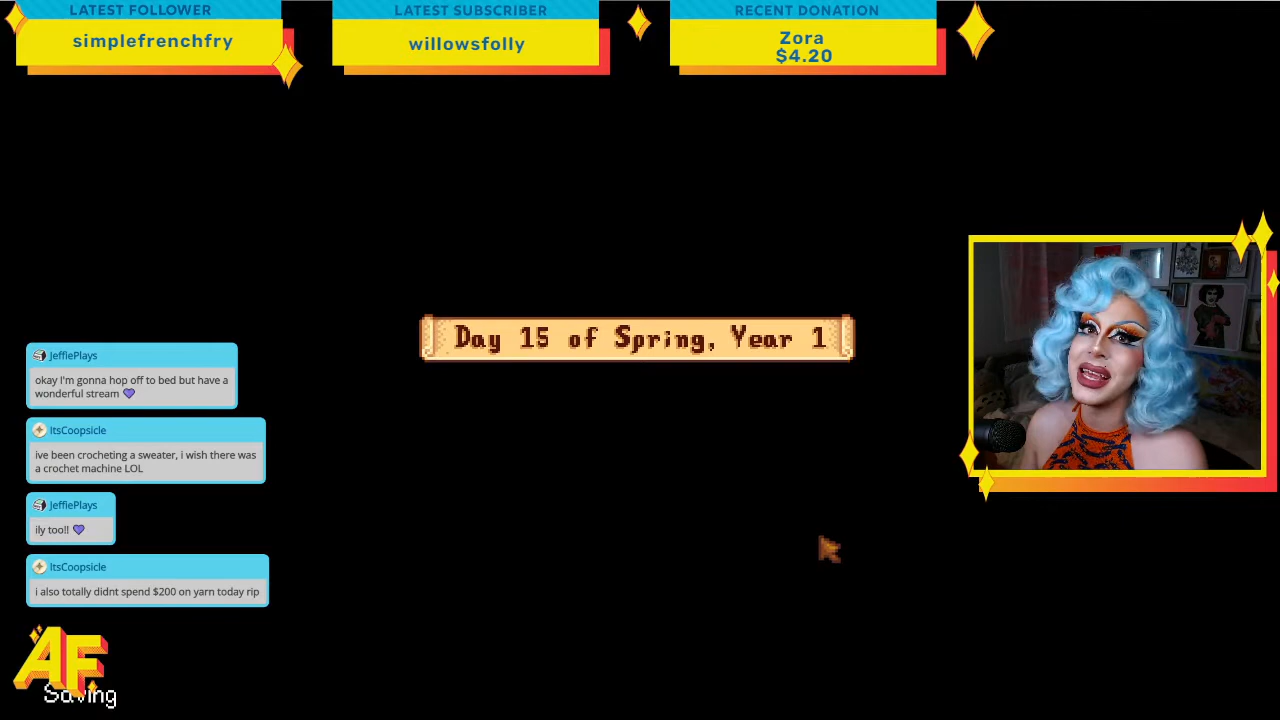 LATEST FOLLOWER
simplefrenchfry
LATEST SUBSCRIBER
willowsfolly
RECENT DONATION
Zora
$4.20
Day 15 of Spring, Year 1
JeffiePlays
okay I'm gonna hop off to bed but have a
wonderful stream 💜
ItsCoopsicle
ive been crocheting a sweater, i wish there was
a crochet machine LOL
JeffiePlays
ily too!! 💜
ItsCoopsicle
i also totally didnt spend $200 on yarn today rip
AF
Saving